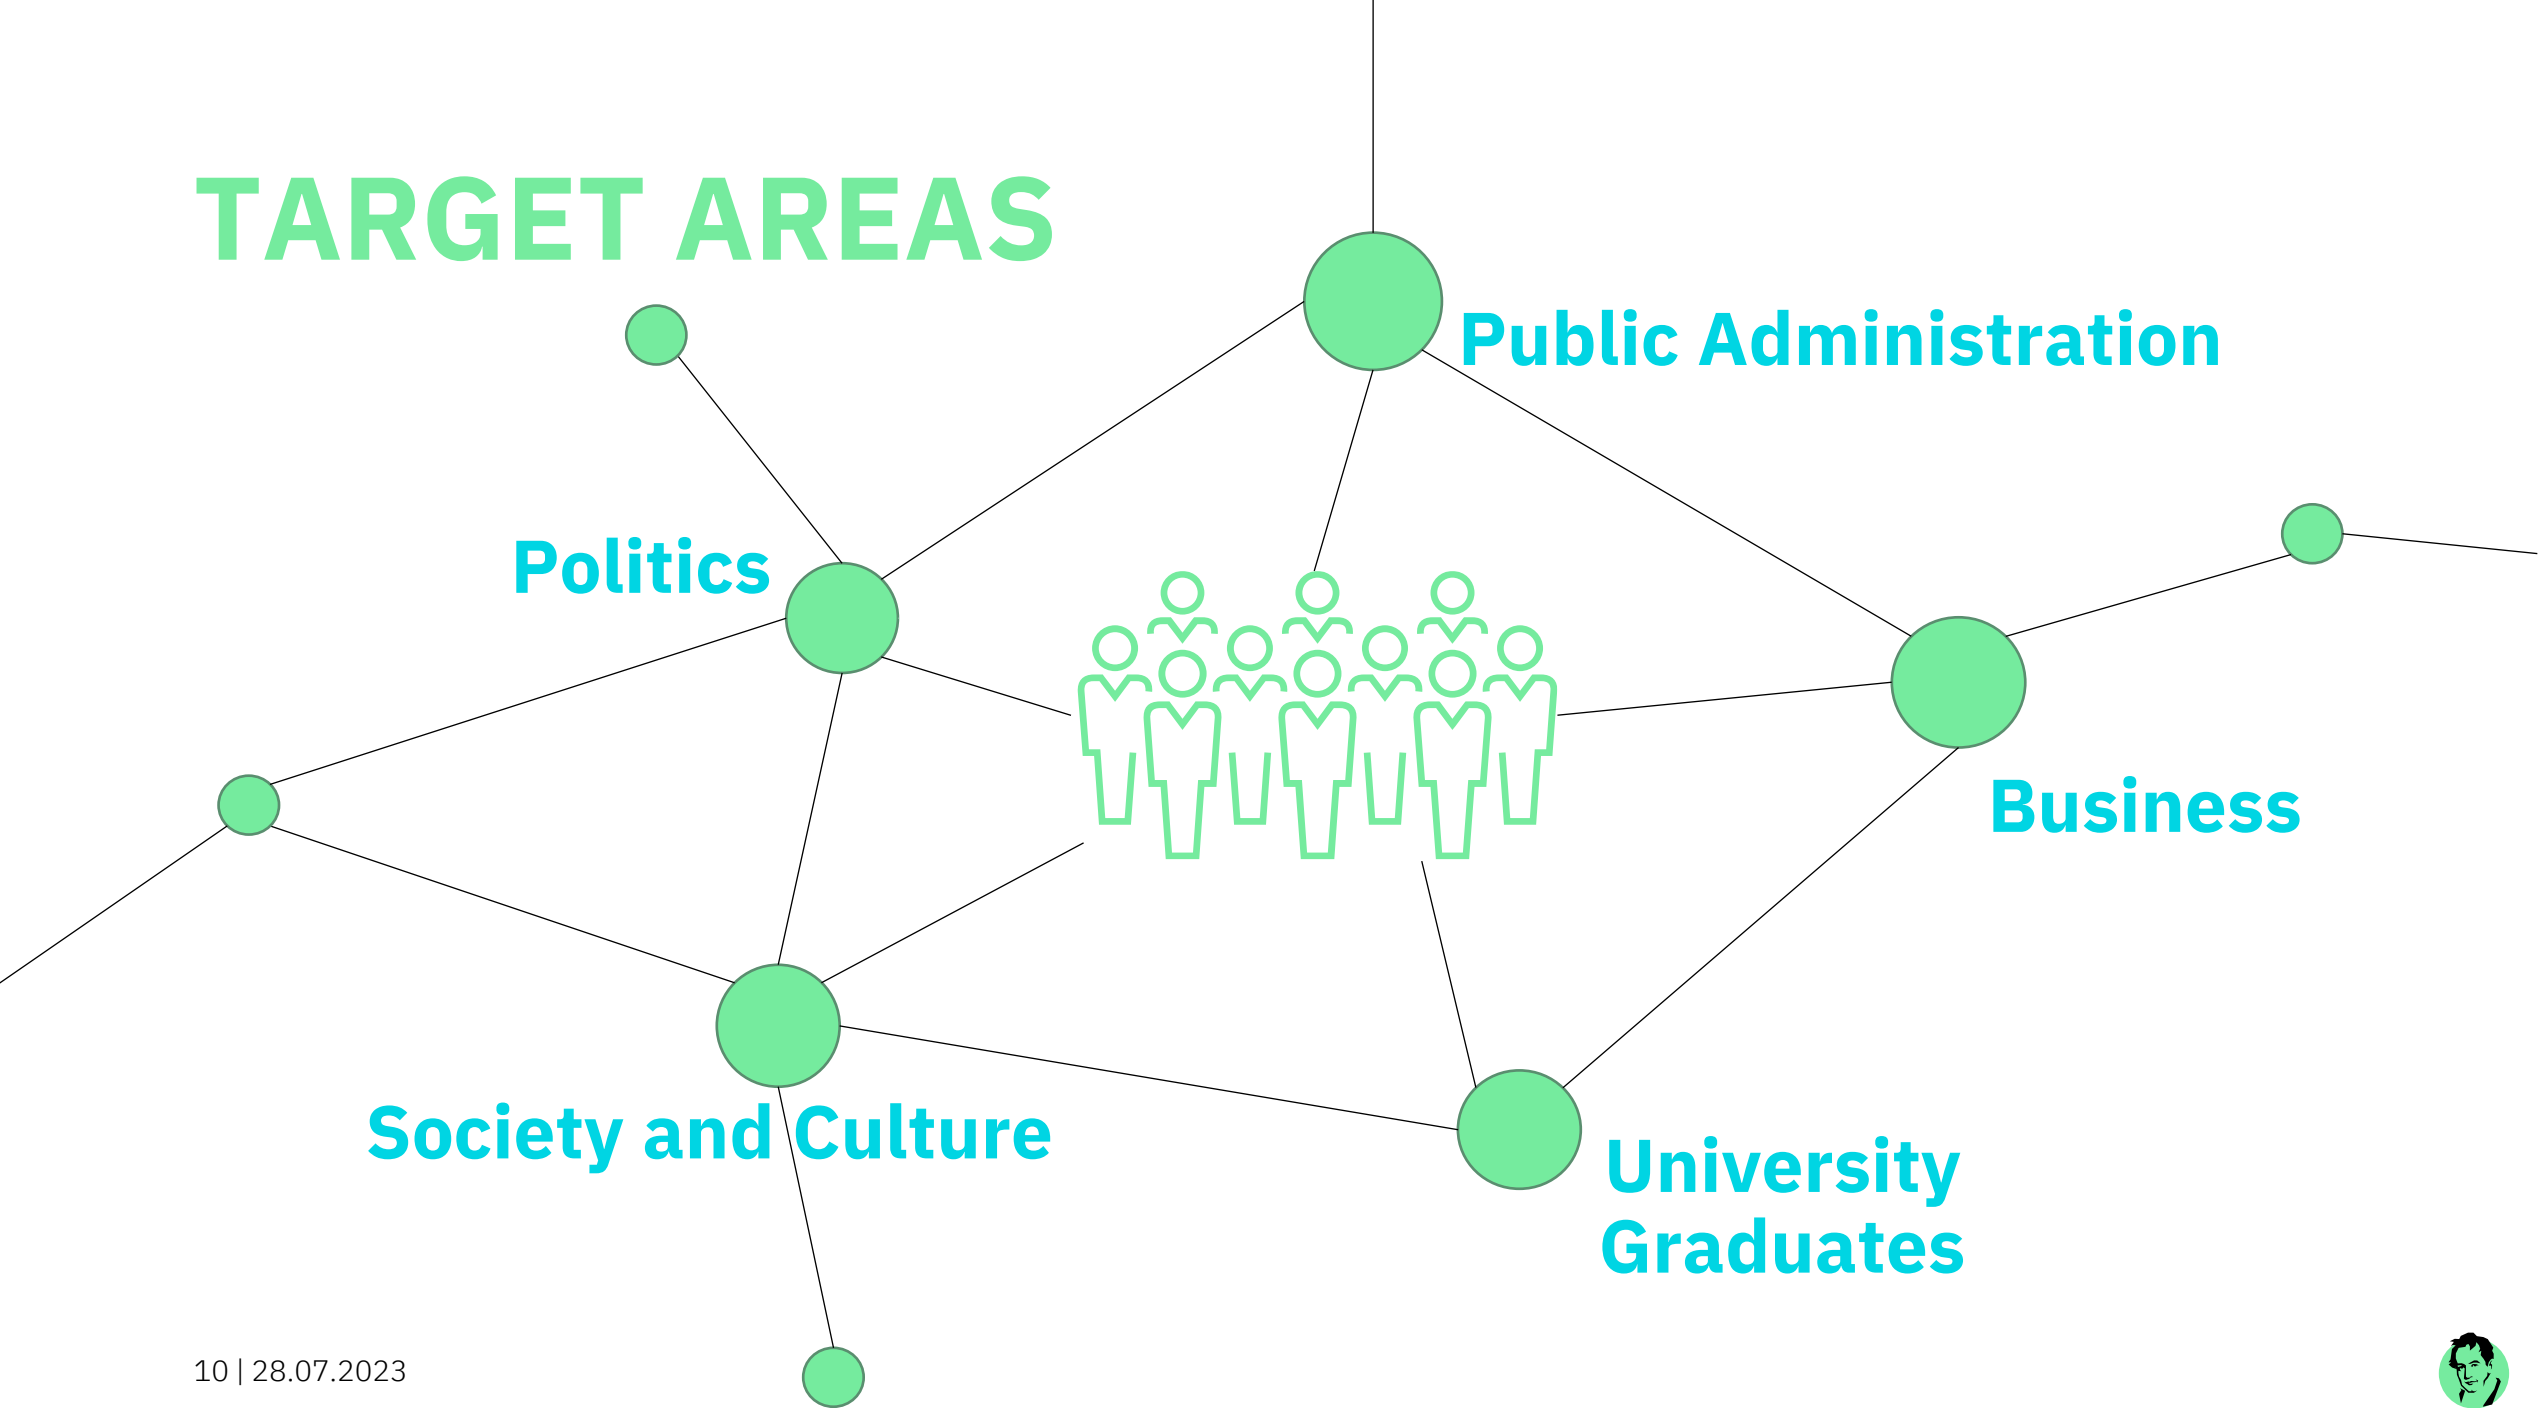 TARGET AREAS
Public Administration
Politics
Business
Society and Culture
University
Graduates
10 | 28.07.2023